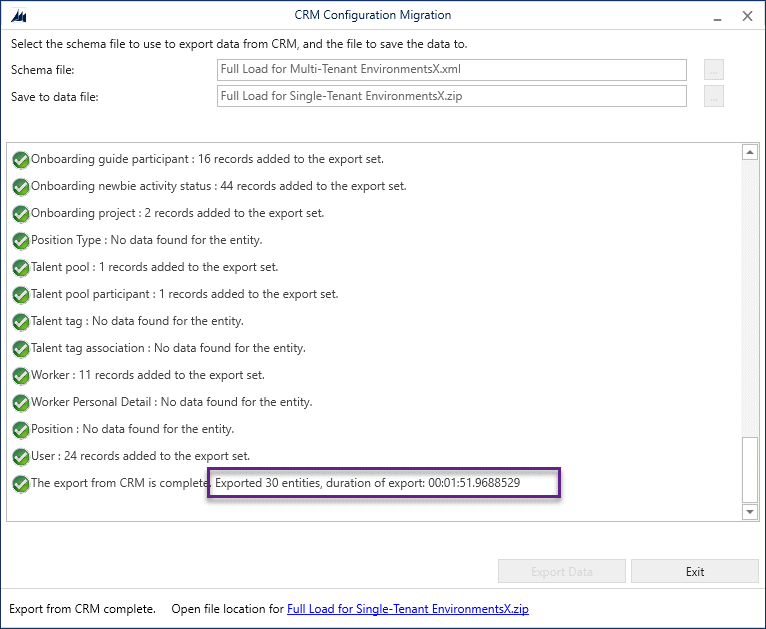 CRM Configuration Migration
Select the schema file to use to export data from CRM, and the file to save the data to.
Schema file: Full Load for Multi-Tenant EnvironmentsX.xml ...
Save to data file: Full Load for Single-Tenant EnvironmentsX.zip ...
Onboarding guide participant : 16 records added to the export set.
Onboarding newbie activity status : 44 records added to the export set.
Onboarding project : 2 records added to the export set.
Position Type : No data found for the entity.
Talent pool : 1 records added to the export set.
Talent pool participant : 1 records added to the export set.
Talent tag : No data found for the entity.
Talent tag association : No data found for the entity.
Worker : 11 records added to the export set.
Worker Personal Detail : No data found for the entity.
Position : No data found for the entity.
User : 24 records added to the export set.
The export from CRM is complete. Exported 30 entities, duration of export: 00:01:51.9688529
Export Data Exit
Export from CRM complete. Open file location for Full Load for Single-Tenant EnvironmentsX.zip